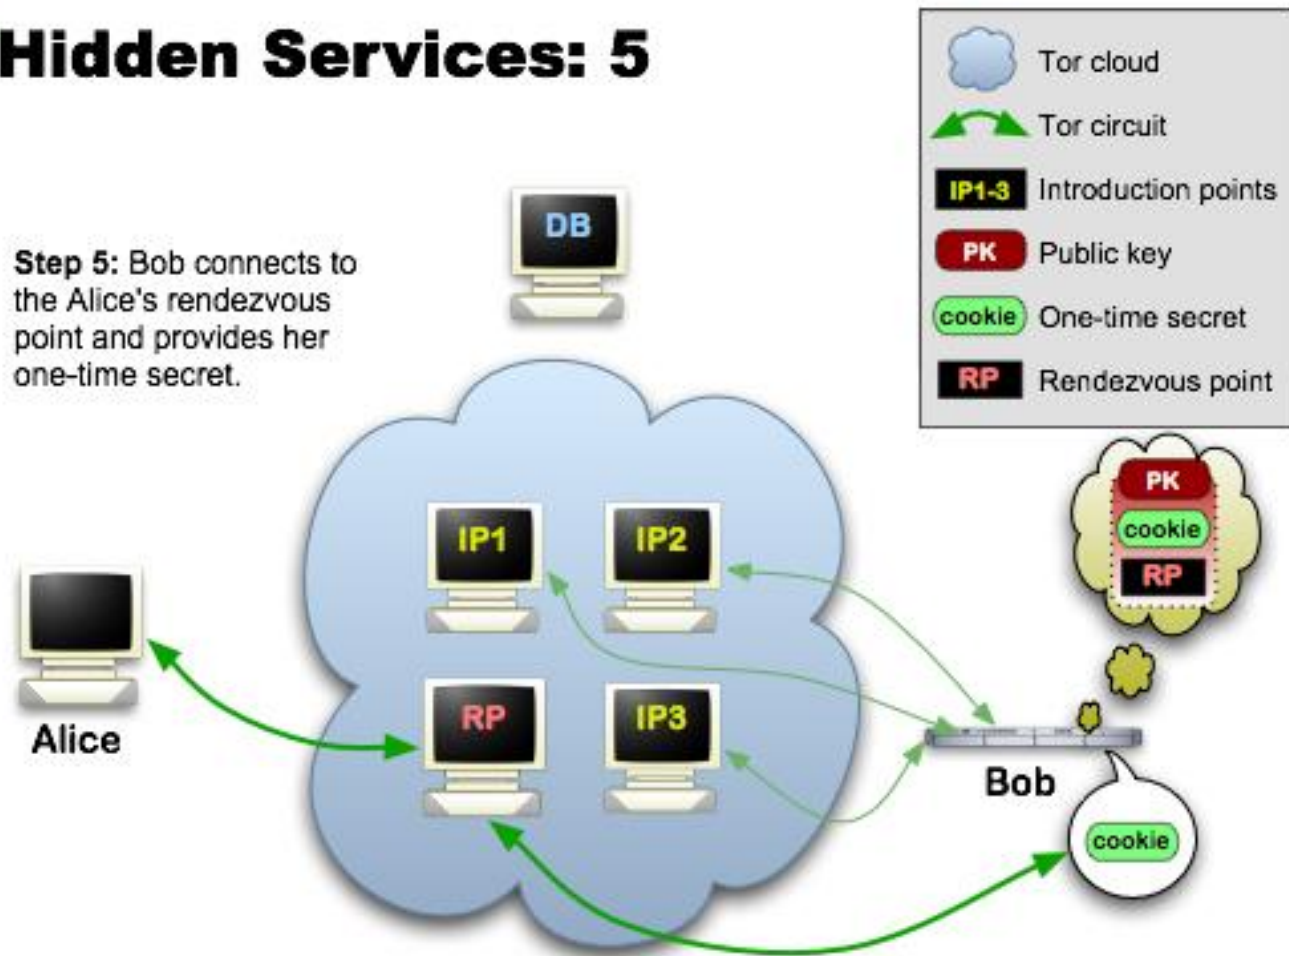 Hidden Services: 5
Step 5: Bob connects to
the Alice's rendezvous
point and provides her
one-time secret.
Tor cloud
Tor circuit
IP1-3 Introduction points
PK Public key
cookie One-time secret
RP Rendezvous point
DB
IP1
IP2
RP
IP3
Alice
PK
cookie
RP
Bob
cookie